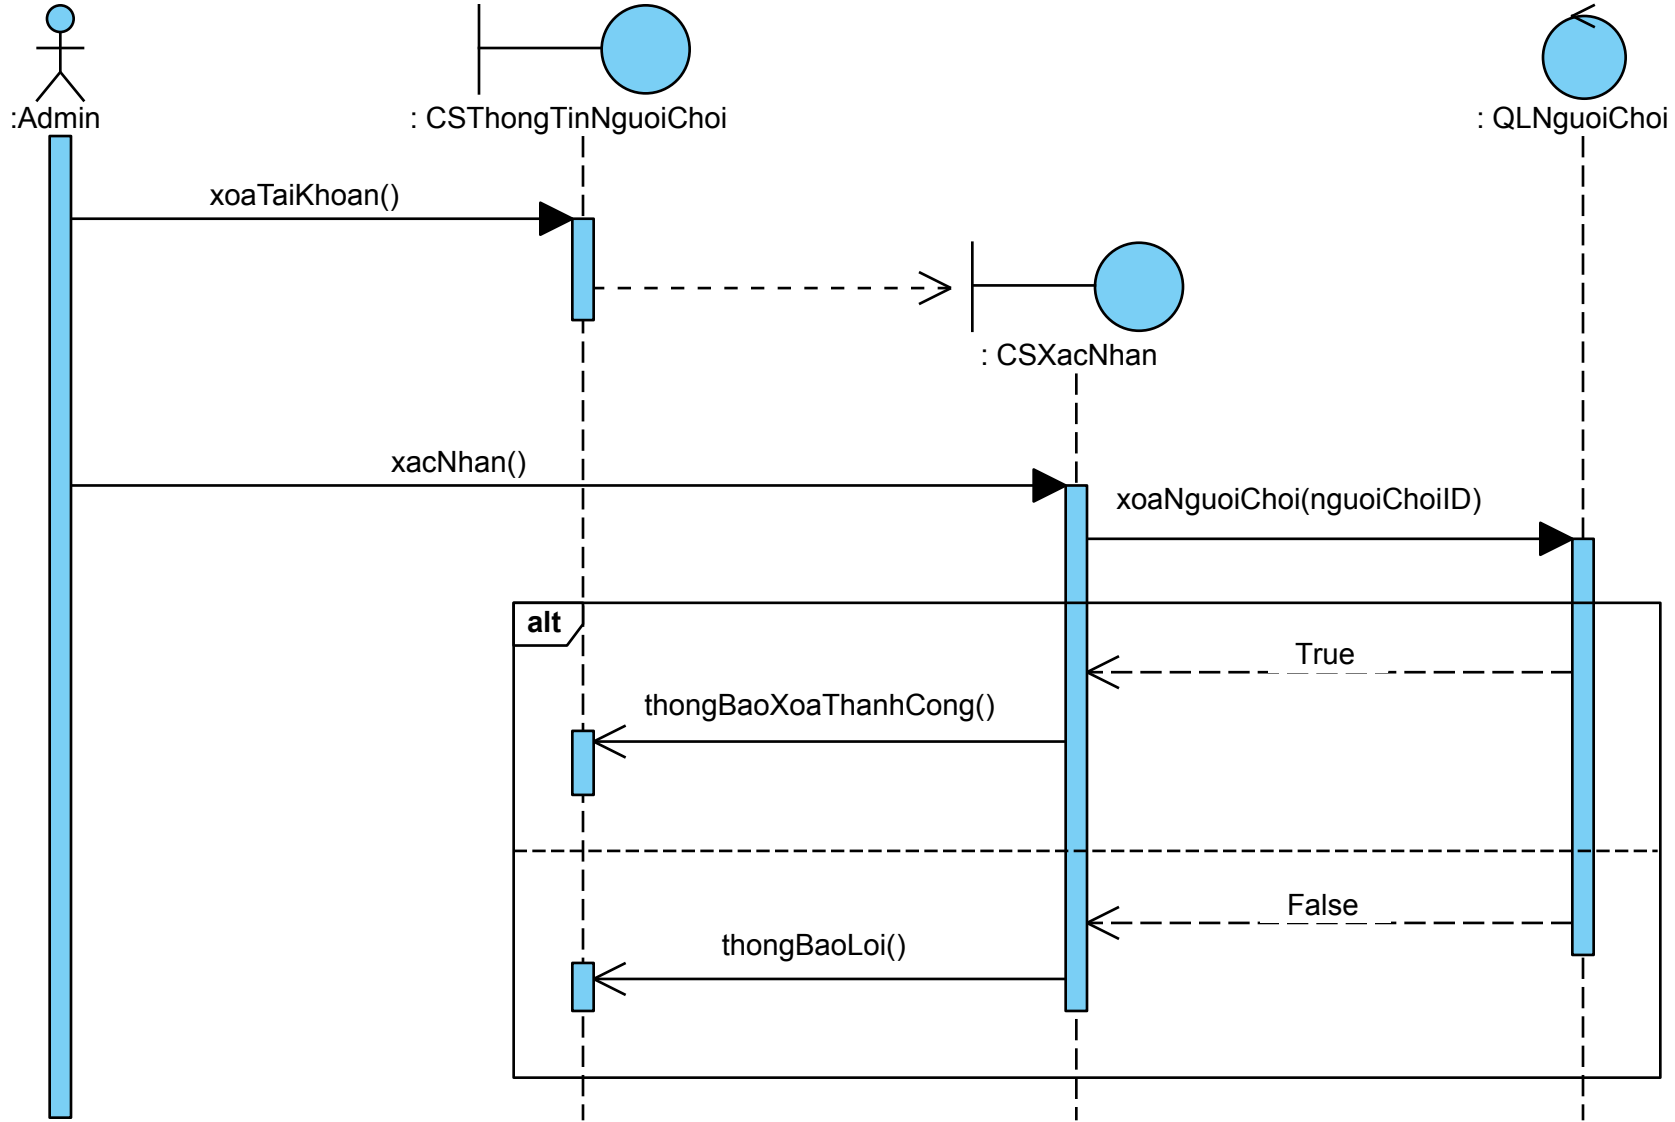 :Admin
: CSThongTinNguoiChoi
: QLNguoiChoi
xoaTaiKhoan()
: CSXacNhan
xacNhan()
xoaNguoiChoi(nguoiChoiID)
alt
True
thongBaoXoaThanhCong()
False
thongBaoLoi()